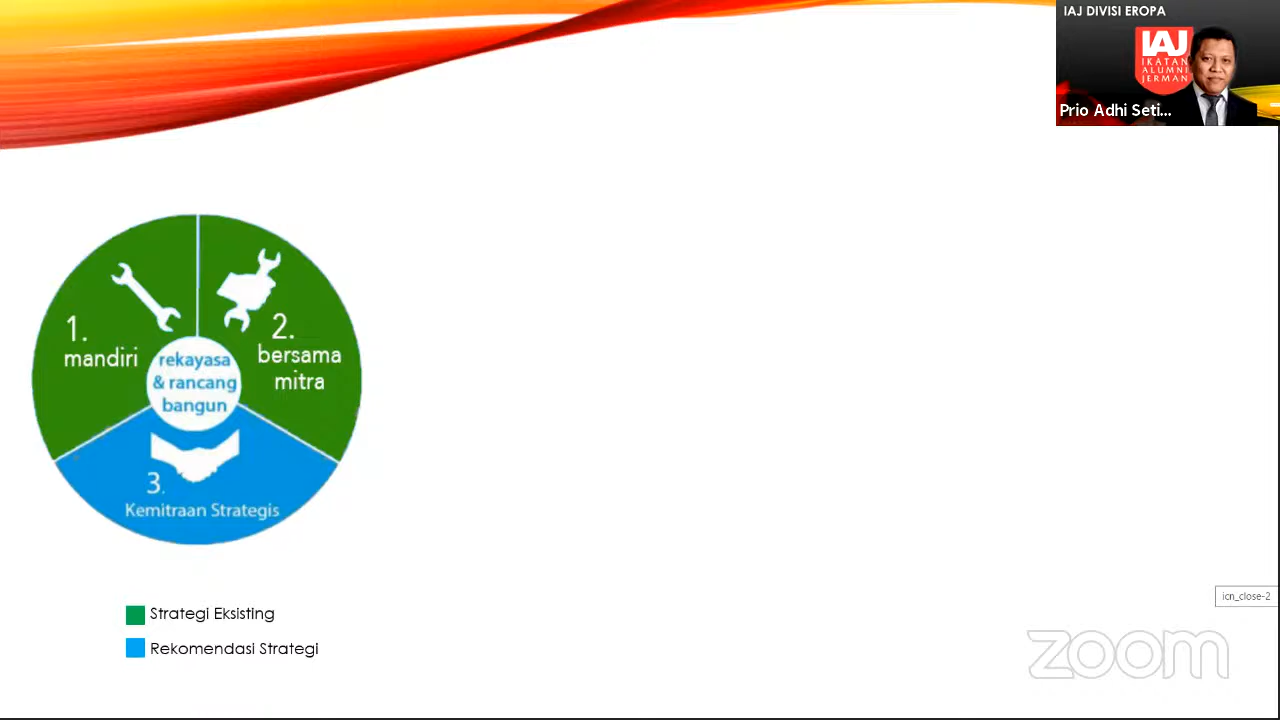 IAJ DIVISI EROPA
IAJ
IKATAN
ALUMNI
JERMAN
Prio Adhi Seti...
1.
mandiri
2.
bersama
mitra
rekayasa
& rancang
bangun
3.
Kemitraan Strategis
Strategi Eksisting
Rekomendasi Strategi
icn_close-2
zoom